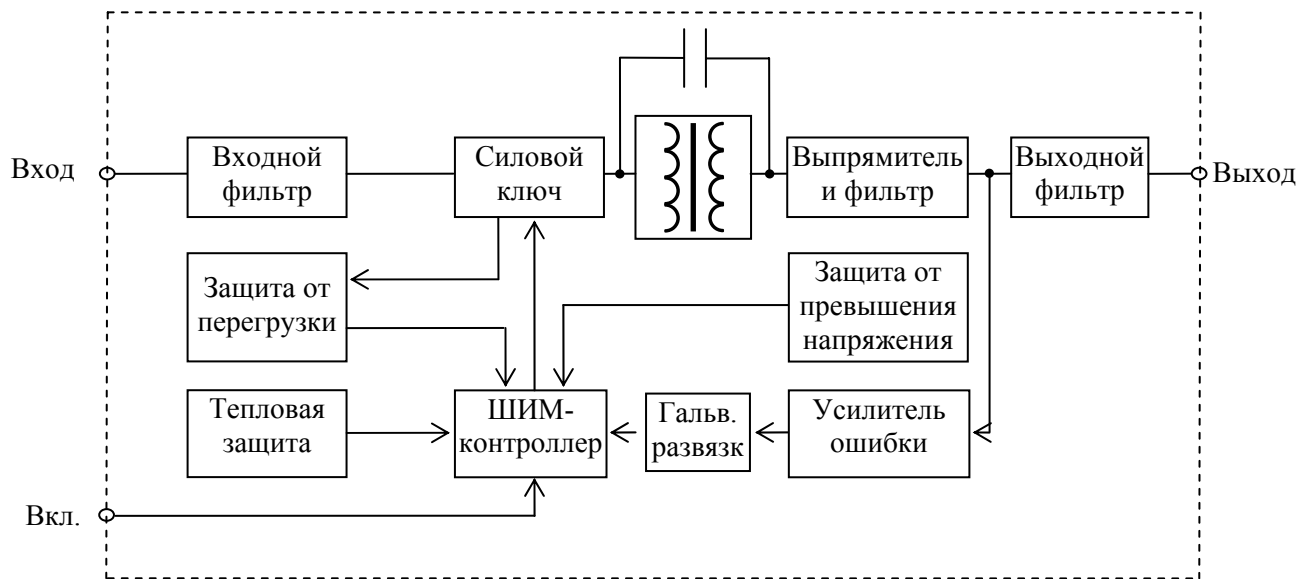 Вход
Входной
фильтр
Силовой
ключ
Выпрямитель
и фильтр
Выходной
фильтр
Выход
Защита от
перегрузки
Защита от
превышения
напряжения
Тепловая
защита
ШИМ-
контроллер
Гальв.
развязк
Усилитель
ошибки
Вкл.